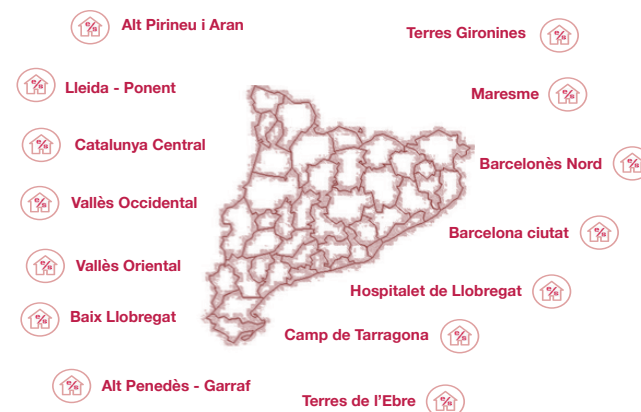 Alt Pirineu i Aran
Terres Gironines
Lleida - Ponent
Maresme
Catalunya Central
Barcelonès Nord
Vallès Occidental
Barcelona ciutat
Vallès Oriental
Hospitalet de Llobregat
Baix Llobregat
Camp de Tarragona
Alt Penedès - Garraf
Terres de l'Ebre